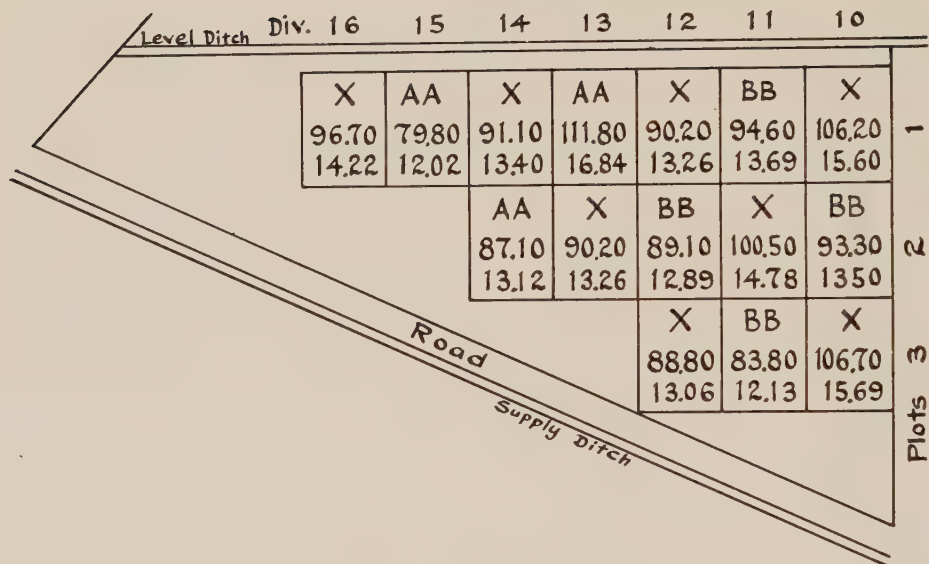 Level Ditch Div. 16 15 14 13 12 11 10
X AA X AA X BB X
96.70 79.80 91.10 111.80 90.20 94.60 106.20 1
14.22 12.02 13.40 16.84 13.26 13.69 15.60
AA X BB X BB
87.10 90.20 89.10 100.50 93.30 2
13.12 13.26 12.89 14.78 1350
X BB X
88.80 83.80 106.70 3
13.06 12.13 15.69
Plots
Road
Supply Ditch